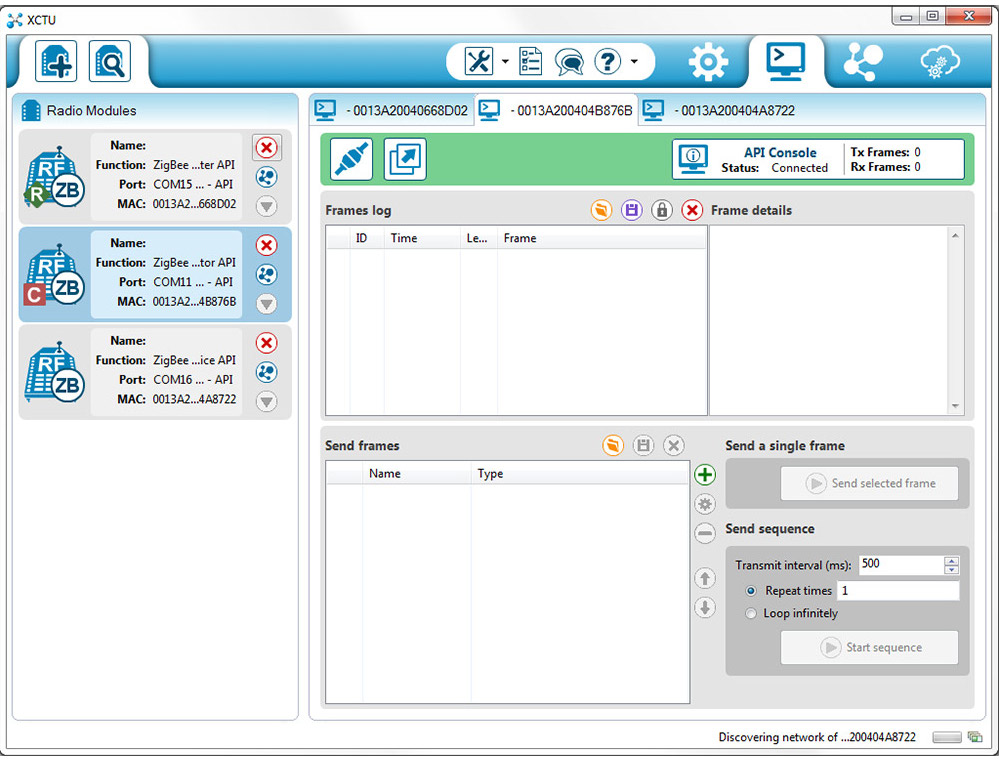 XCTU
Radio Modules
RF
ZB
R
Name:
Function: ZigBee ...ter API
Port: COM15 ... - API
MAC: 0013A2...668D02
RF
ZB
C
Name:
Function: ZigBee ...tor API
Port: COM11 ... - API
MAC: 0013A2...4B876B
RF
ZB
Name:
Function: ZigBee ...ice API
Port: COM16 ... - API
MAC: 0013A2...4A8722
- 0013A20040668D02
- 0013A200404B876B
- 0013A200404A8722
API Console
Status: Connected
Tx Frames: 0
Rx Frames: 0
Frames log
ID Time Le... Frame
Frame details
Send frames
Name Type
Send a single frame
Send selected frame
Send sequence
Transmit interval (ms): 500
Repeat times 1
Loop infinitely
Start sequence
Discovering network of ...200404A8722